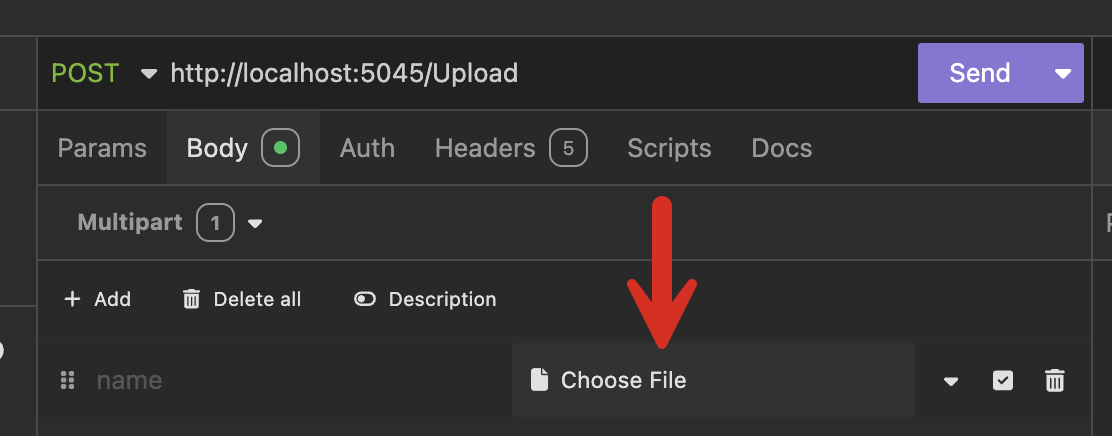 POST http://localhost:5045/Upload Send
Params Body Auth Headers 5 Scripts Docs
Multipart 1
+ Add Delete all Description
name Choose File